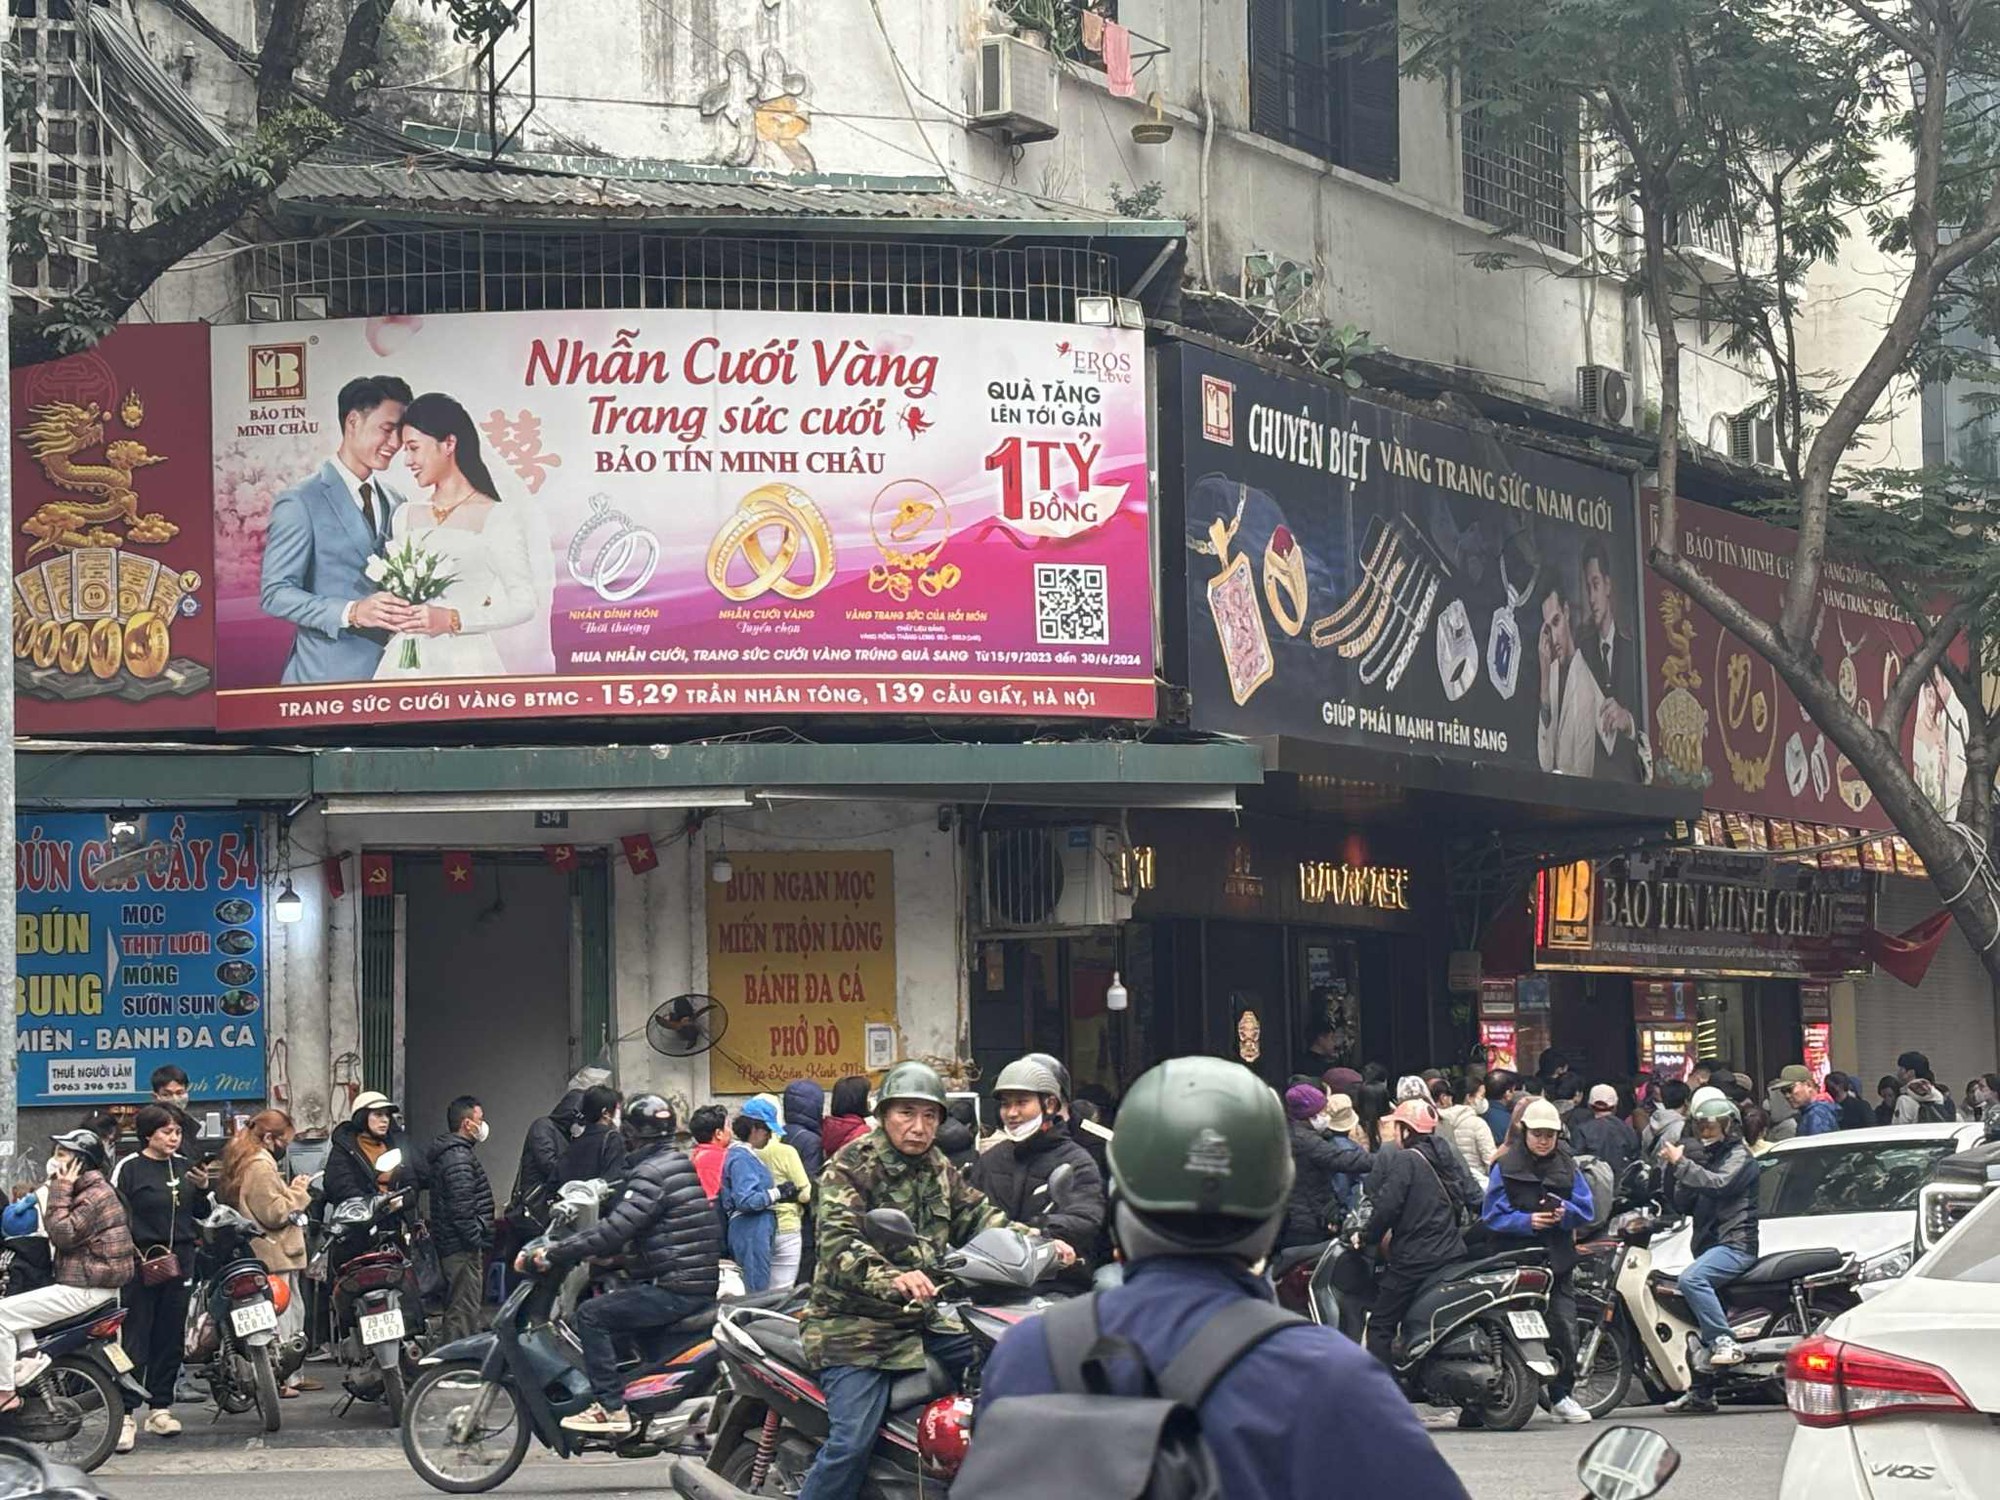 BTMC 1989
BẢO TÍN
MINH CHÂU
Nhẫn Cưới Vàng
Trang sức cưới
BẢO TÍN MINH CHÂU
EROS
Love
QUÀ TẶNG
LÊN TỚI GẦN
1 TỶ
ĐỒNG
NHẪN ĐÍNH HÔN
Thời thượng
NHẪN CƯỚI VÀNG
Tuyển chọn
VÀNG TRANG SỨC CỦA HỒI MÔN
MUA NHẪN CƯỚI, TRANG SỨC CƯỚI VÀNG TRÚNG QUÀ SANG Từ 15/9/2023 đến 30/6/2024
TRANG SỨC CƯỚI VÀNG BTMC - 15,29 TRẦN NHÂN TÔNG, 139 CẦU GIẤY, HÀ NỘI
CHUYÊN BIỆT VÀNG TRANG SỨC NAM GIỚI
GIÚP PHÁI MẠNH THÊM SANG
BẢO TÍN MINH
54
BÚN CẦY 54
BÚN
BUNG
MỌC
THỊT LƯỠI
MÓNG
SƯỜN SỤN
MIẾN - BÁNH ĐA CÁ
THUÊ NGƯỜI LÀM
0963 396 933
BÚN NGAN MỌC
MIẾN TRỘN LÒNG
BÁNH ĐA CÁ
PHỞ BÒ
BẢO TÍN MINH CHÂU
VIOS